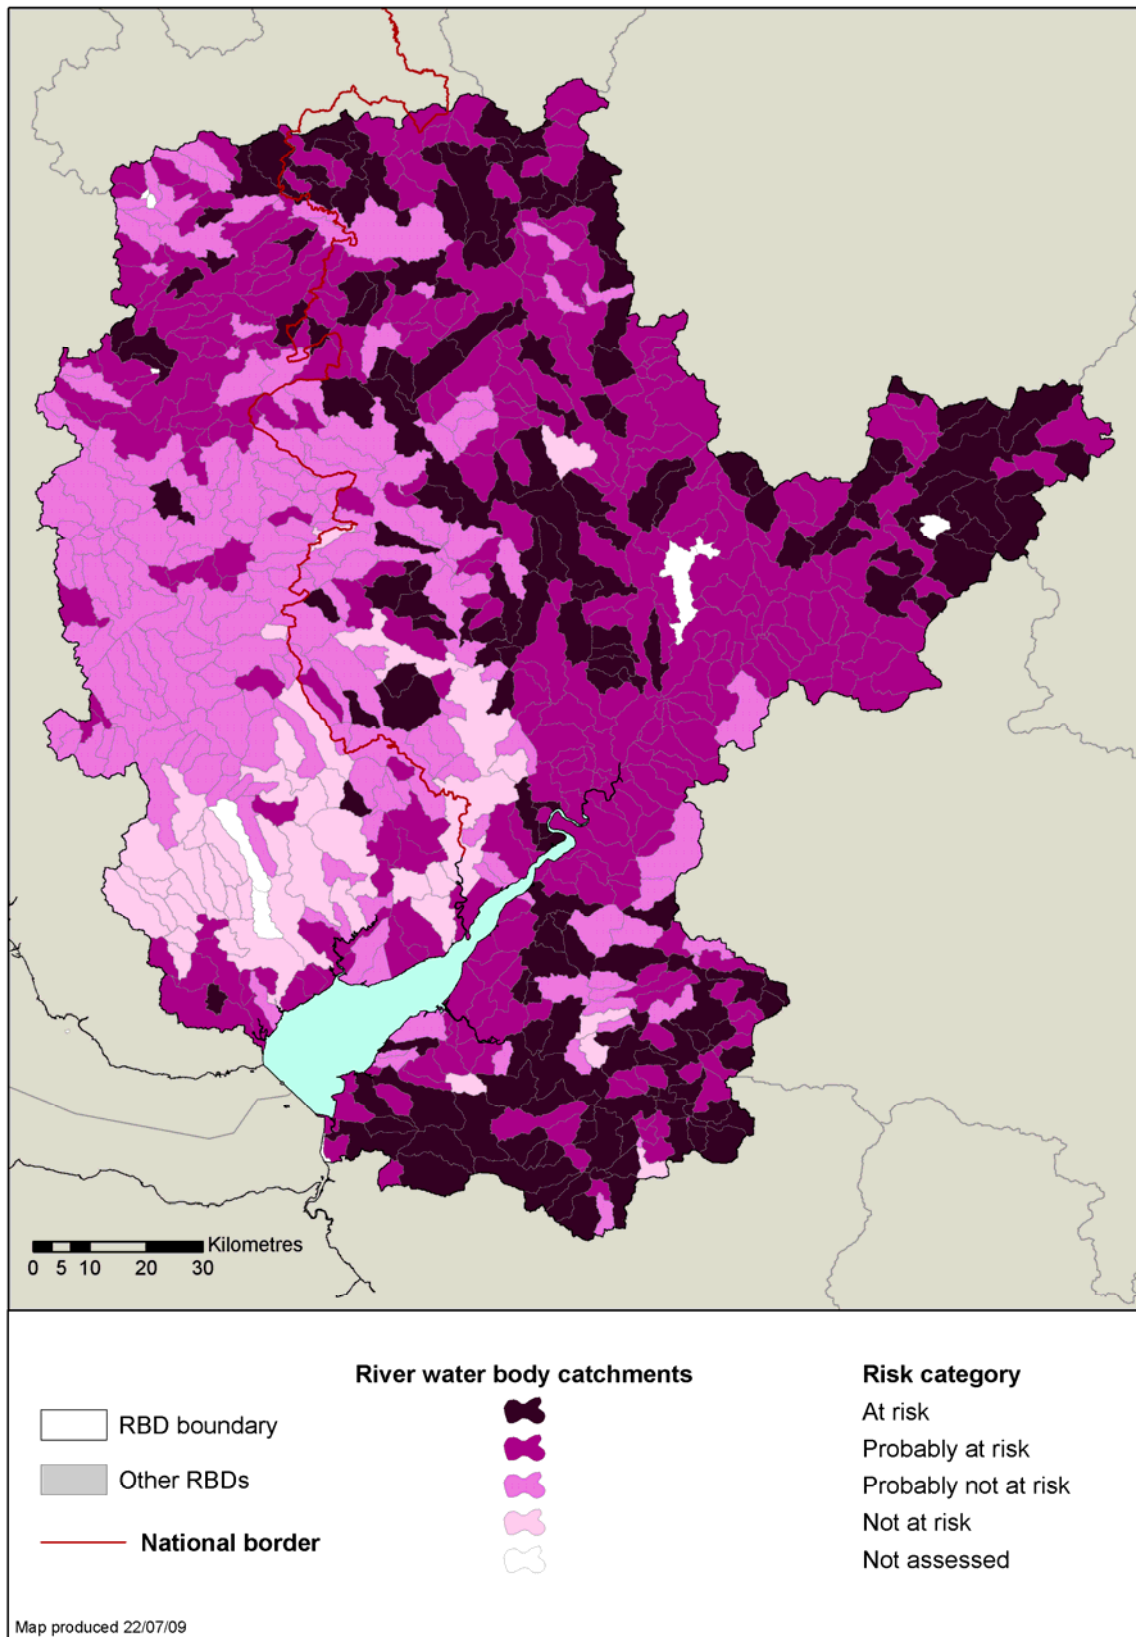 Kilometres
0 5 10 20 30
River water body catchments
Risk category
RBD boundary
Other RBDs
National border
At risk
Probably at risk
Probably not at risk
Not at risk
Not assessed
Map produced 22/07/09